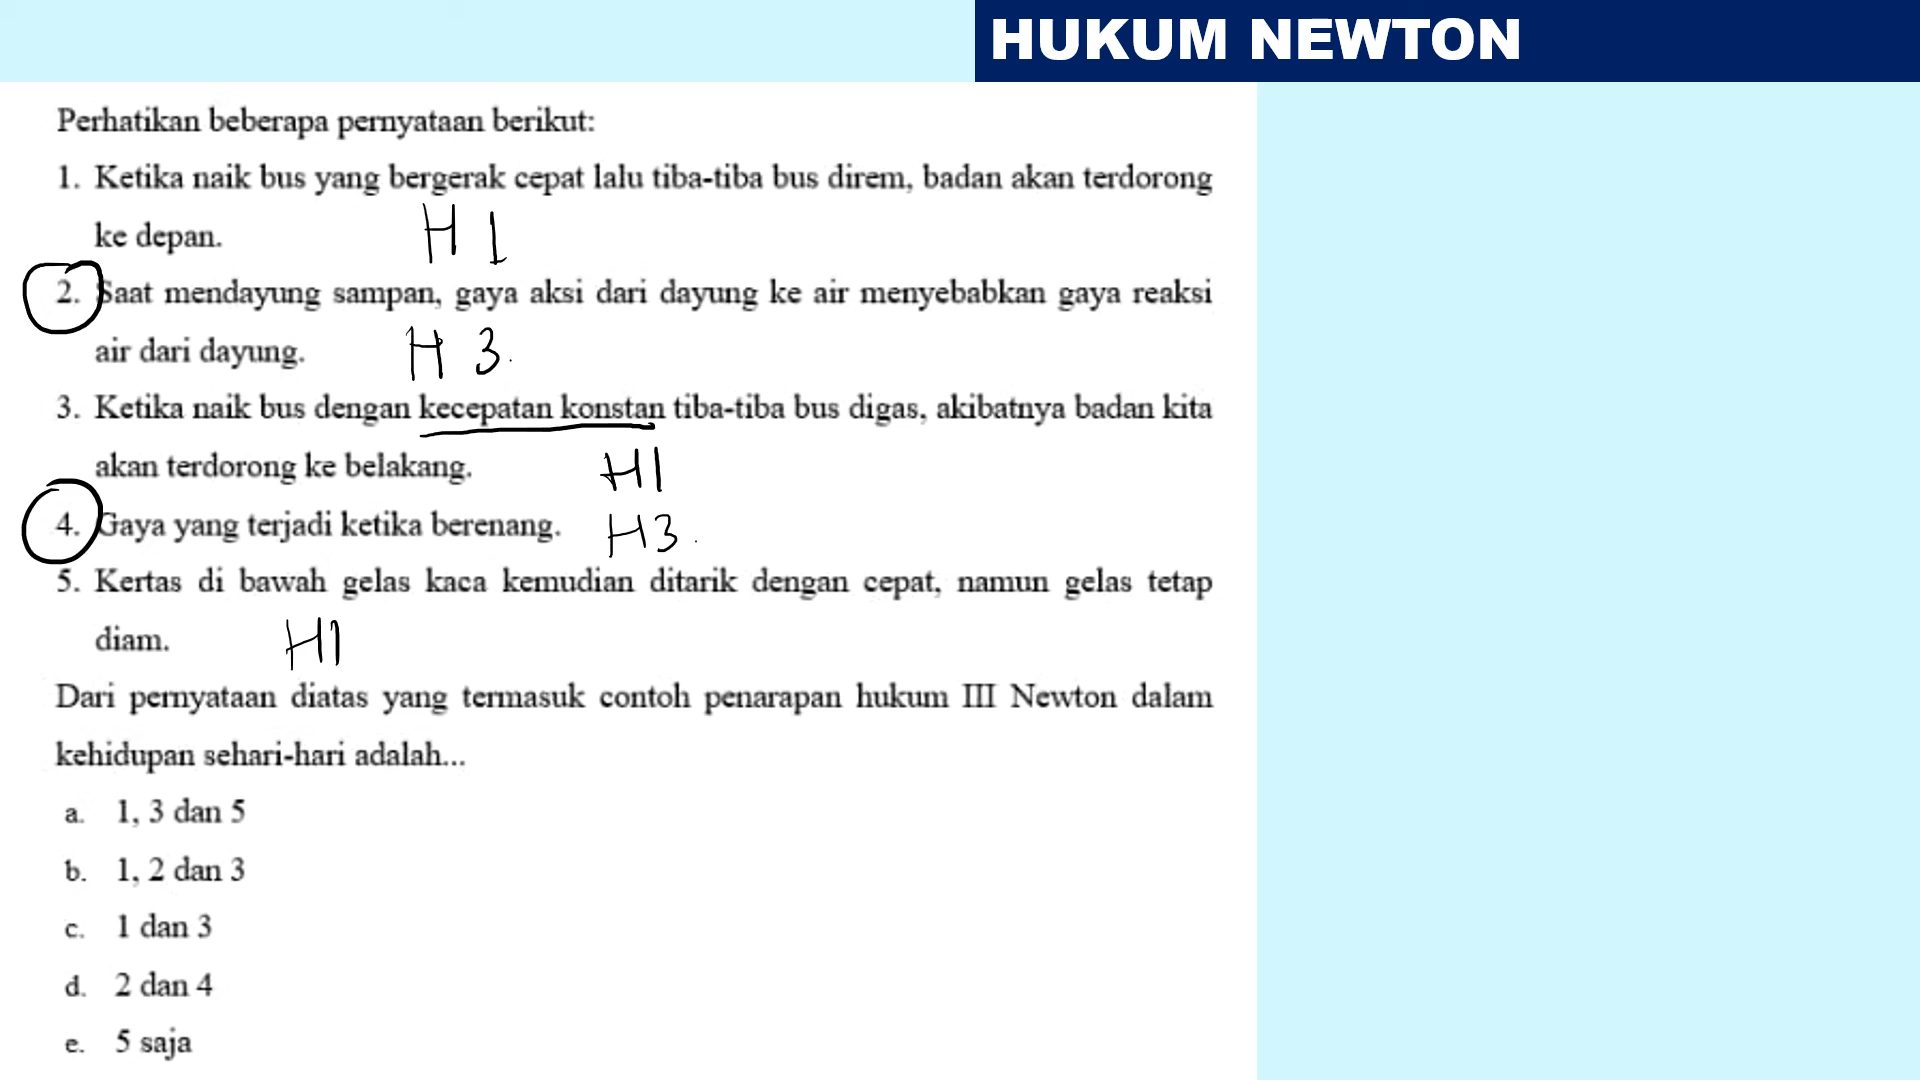 HUKUM NEWTON
Perhatikan beberapa pernyataan berikut:
1. Ketika naik bus yang bergerak cepat lalu tiba-tiba bus direm, badan akan terdorong
ke depan.
H 1
2. Saat mendayung sampan, gaya aksi dari dayung ke air menyebabkan gaya reaksi
air dari dayung.
H 3.
3. Ketika naik bus dengan kecepatan konstan tiba-tiba bus digas, akibatnya badan kita
akan terdorong ke belakang.
H1
4. Gaya yang terjadi ketika berenang.
H3.
5. Kertas di bawah gelas kaca kemudian ditarik dengan cepat, namun gelas tetap
diam.
H1
Dari pernyataan diatas yang termasuk contoh penarapan hukum III Newton dalam
kehidupan sehari-hari adalah...
a. 1, 3 dan 5
b. 1, 2 dan 3
c. 1 dan 3
d. 2 dan 4
e. 5 saja